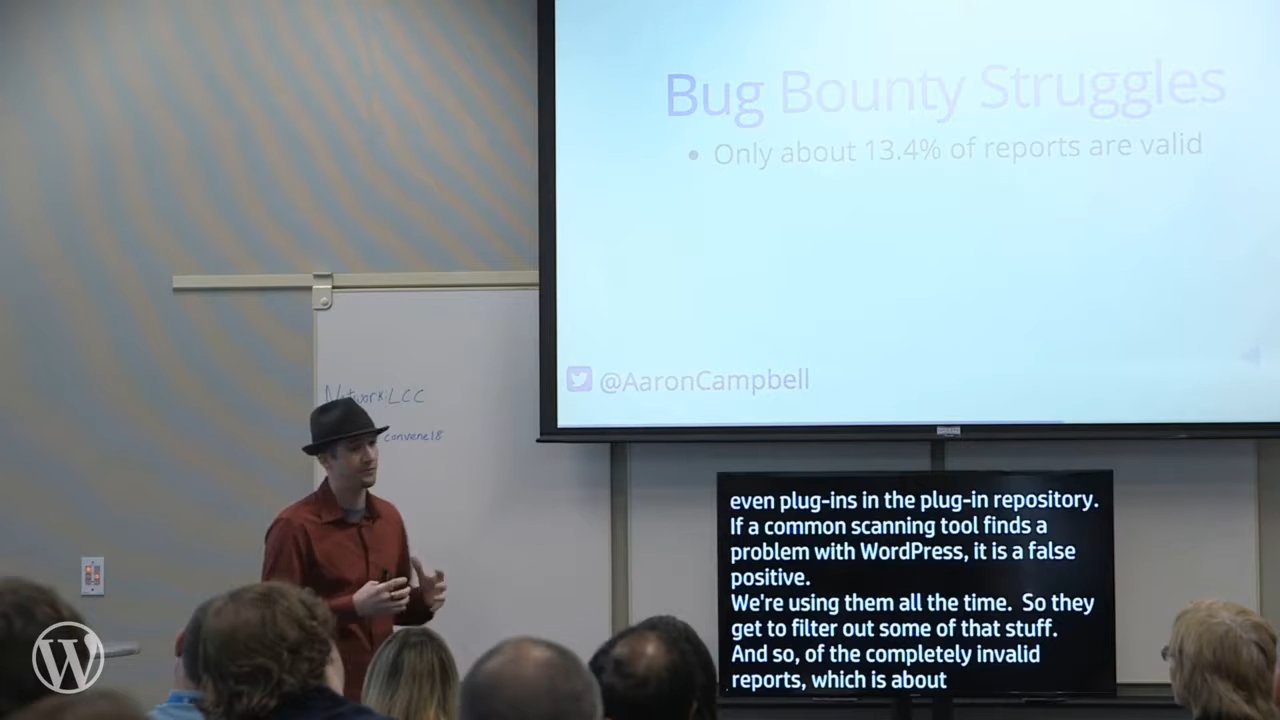 Bug Bounty Struggles
• Only about 13.4% of reports are valid
@AaronCampbell
Network:LCC
convene18
even plug-ins in the plug-in repository.
If a common scanning tool finds a
problem with WordPress, it is a false
positive.
We're using them all the time. So they
get to filter out some of that stuff.
And so, of the completely invalid
reports, which is about